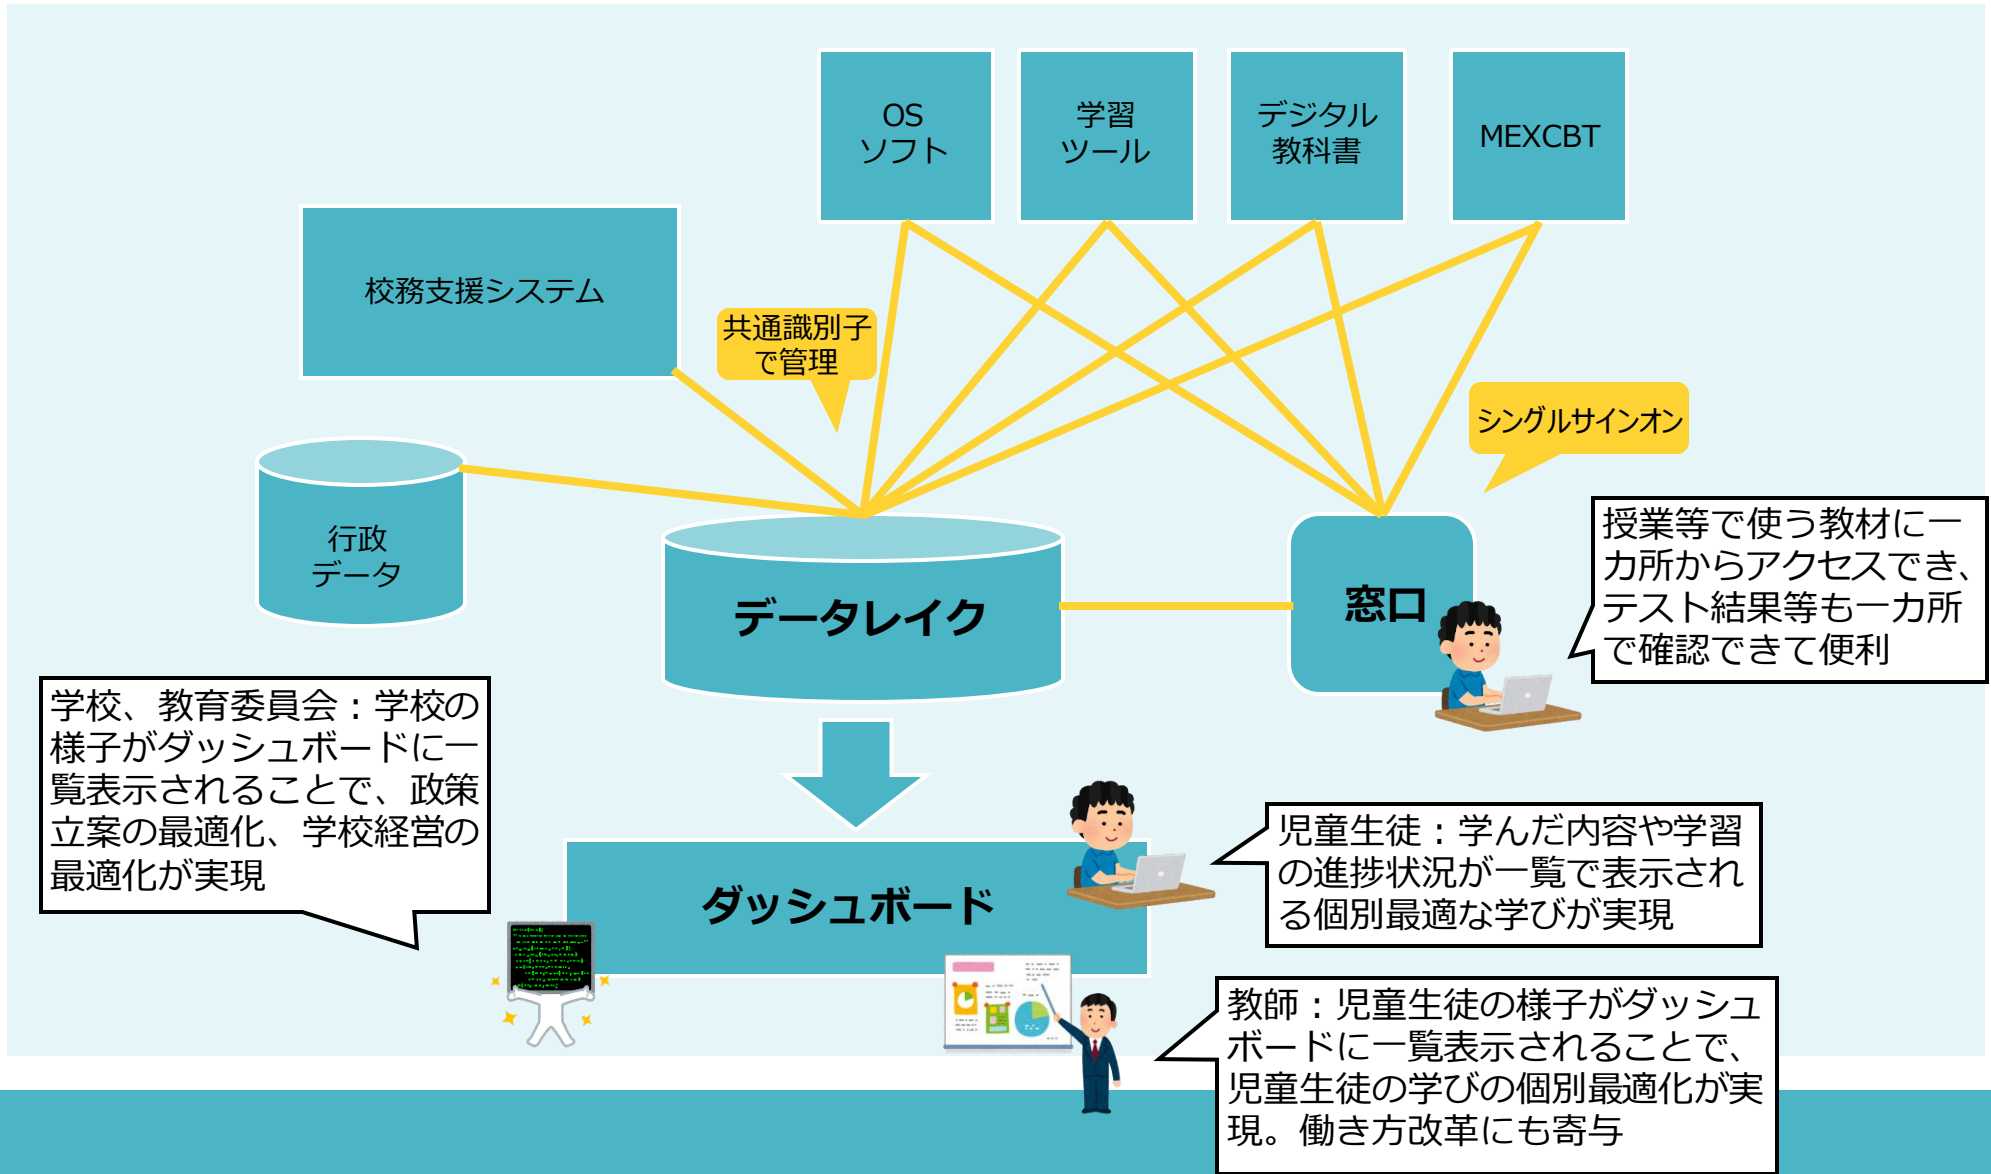 OS
ソフト
学習
ツール
デジタル
教科書
MEXCBT
校務支援システム
共通識別子
で管理
シングルサインオン
行政
データ
データレイク
窓口
授業等で使う教材に一
カ所からアクセスでき、
テスト結果等も一カ所
で確認できて便利
学校、教育委員会：学校の
様子がダッシュボードに一
覧表示されることで、政策
立案の最適化、学校経営の
最適化が実現
ダッシュボード
児童生徒：学んだ内容や学習
の進捗状況が一覧で表示され
る個別最適な学びが実現
教師：児童生徒の様子がダッシュ
ボードに一覧表示されることで、
児童生徒の学びの個別最適化が実
現。働き方改革にも寄与